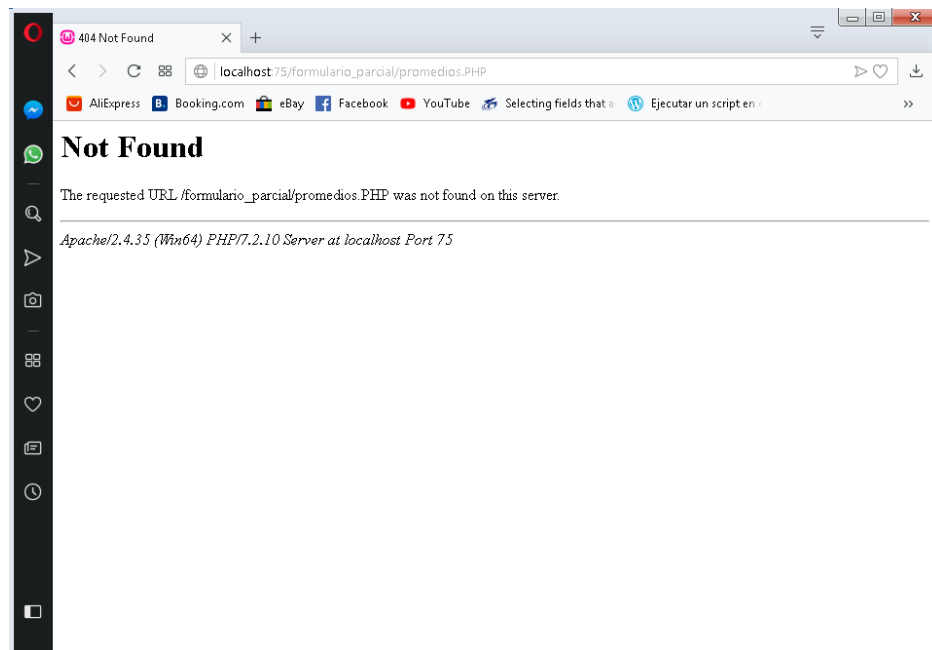 404 Not Found
localhost:75/formulario_parcial/promedios.PHP
AliExpress B. Booking.com eBay Facebook YouTube Selecting fields that a Ejecutar un script en
Not Found
The requested URL /formulario_parcial/promedios.PHP was not found on this server.
Apache/2.4.35 (Win64) PHP/7.2.10 Server at localhost Port 75